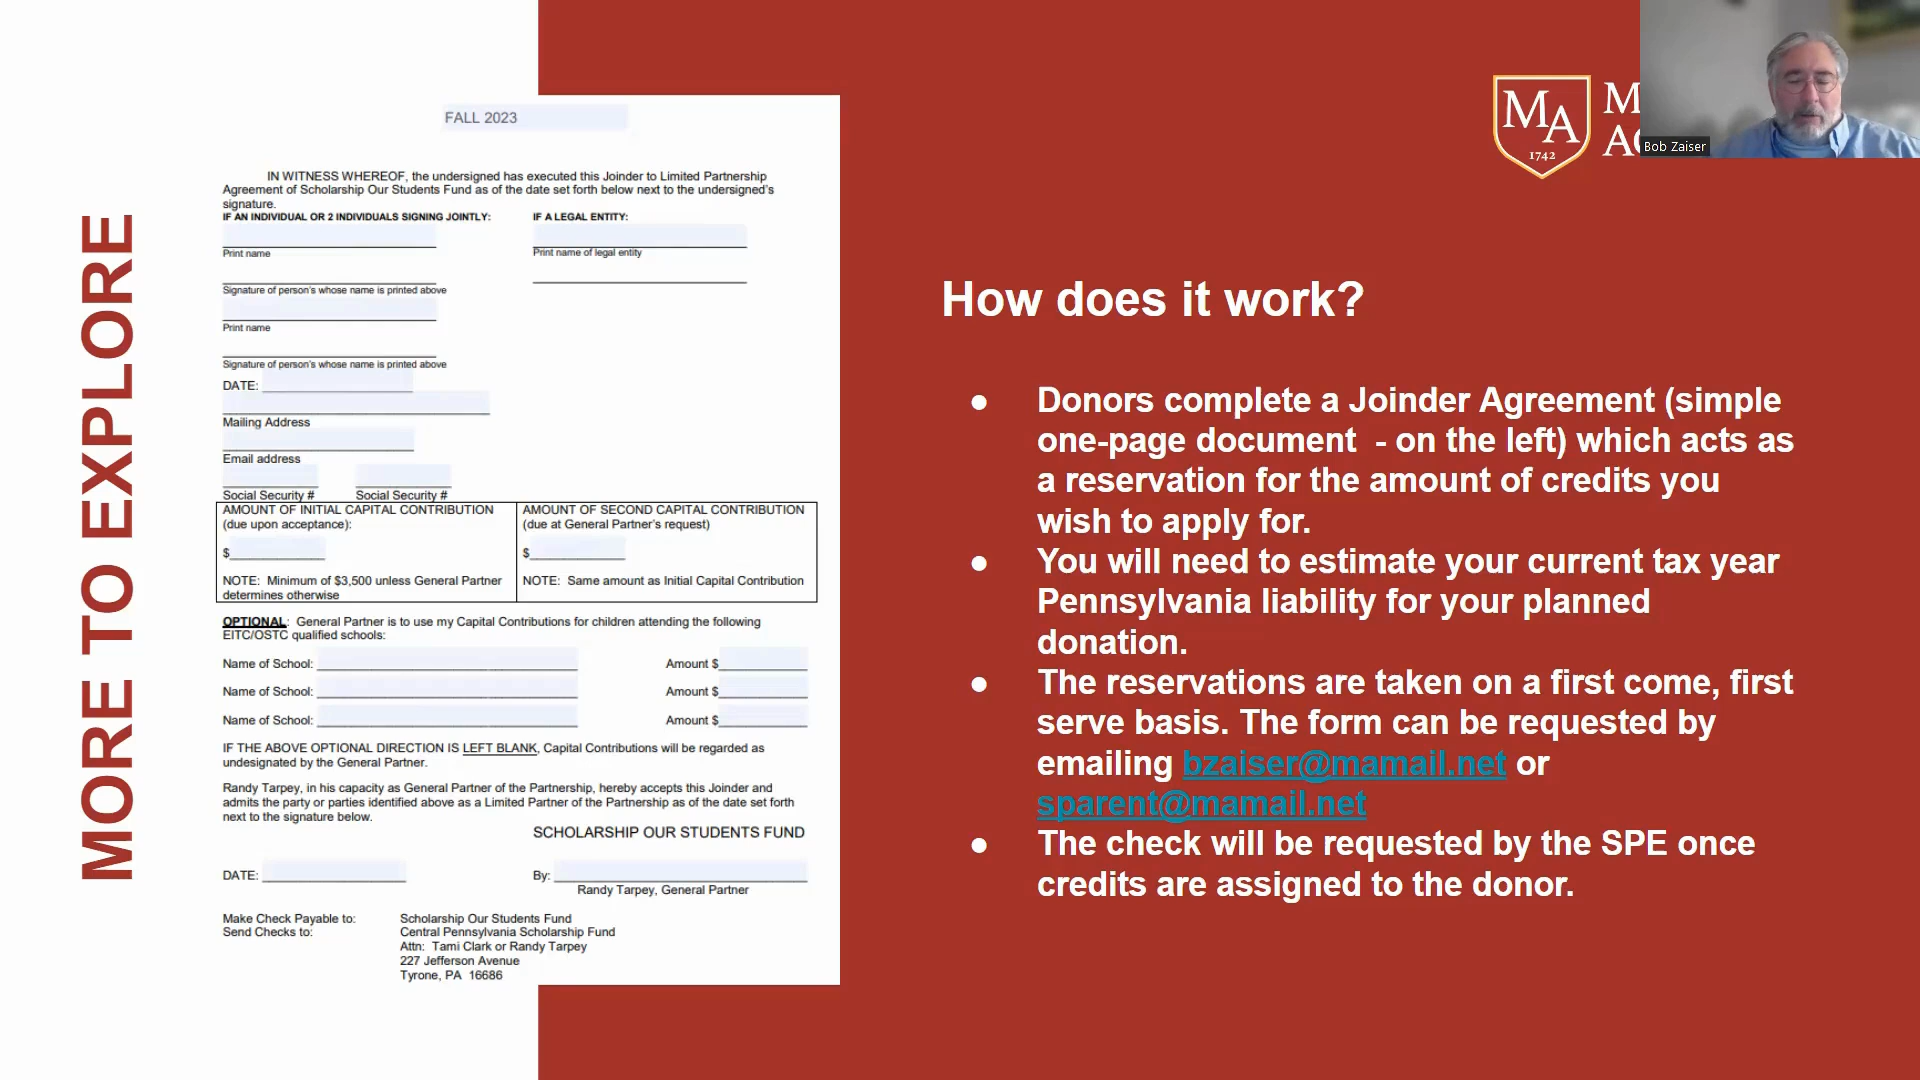 MORE TO EXPLORE
FALL 2023
IN WITNESS WHEREOF, the undersigned has executed this Joinder to Limited Partnership
Agreement of Scholarship Our Students Fund as of the date set forth below next to the undersigned's
signature.
IF AN INDIVIDUAL OR 2 INDIVIDUALS SIGNING JOINTLY: IF A LEGAL ENTITY:
Print name Print name of legal entity
Signature of person's whose name is printed above
Print name
Signature of person's whose name is printed above
DATE:
Mailing Address
Email address
Social Security # Social Security #
AMOUNT OF INITIAL CAPITAL CONTRIBUTION
(due upon acceptance):
$
NOTE: Minimum of $3,500 unless General Partner
determines otherwise
AMOUNT OF SECOND CAPITAL CONTRIBUTION
(due at General Partner's request)
$
NOTE: Same amount as Initial Capital Contribution
OPTIONAL: General Partner is to use my Capital Contributions for children attending the following
EITC/OSTC qualified schools:
Name of School: Amount $
Name of School: Amount $
Name of School: Amount $
IF THE ABOVE OPTIONAL DIRECTION IS LEFT BLANK, Capital Contributions will be regarded as
undesignated by the General Partner.
Randy Tarpey, in his capacity as General Partner of the Partnership, hereby accepts this Joinder and
admits the party or parties identified above as a Limited Partner of the Partnership as of the date set forth
next to the signature below.
SCHOLARSHIP OUR STUDENTS FUND
DATE: By:
Randy Tarpey, General Partner
Make Check Payable to: Scholarship Our Students Fund
Send Checks to: Central Pennsylvania Scholarship Fund
Attn: Tami Clark or Randy Tarpey
227 Jefferson Avenue
Tyrone, PA 16686
MA
1742
Bob Zaiser
How does it work?
● Donors complete a Joinder Agreement (simple
one-page document - on the left) which acts as
a reservation for the amount of credits you
wish to apply for.
● You will need to estimate your current tax year
Pennsylvania liability for your planned
donation.
● The reservations are taken on a first come, first
serve basis. The form can be requested by
emailing bzaiser@mamail.net or
sparent@mamail.net
● The check will be requested by the SPE once
credits are assigned to the donor.